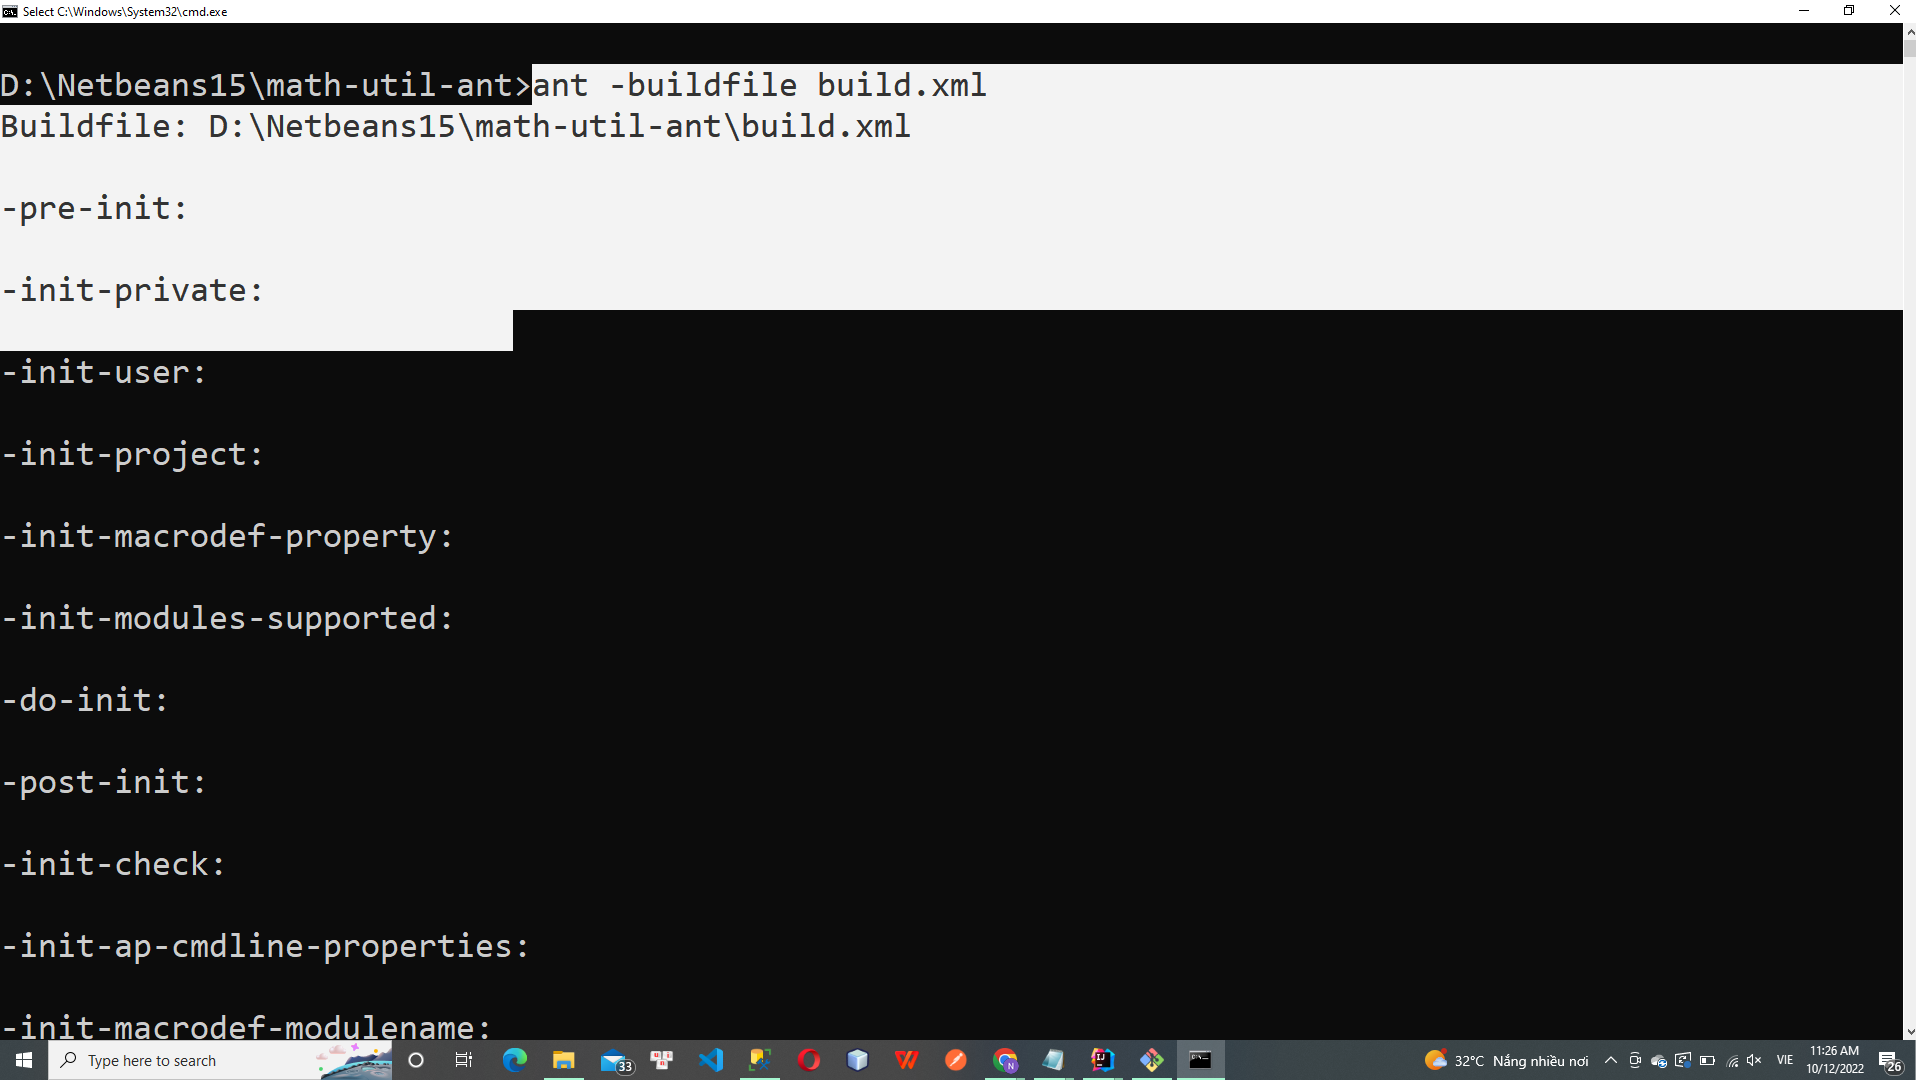 Select C:\Windows\System32\cmd.exe
D:\Netbeans15\math-util-ant>ant -buildfile build.xml
Buildfile: D:\Netbeans15\math-util-ant\build.xml
-pre-init:
-init-private:
-init-user:
-init-project:
-init-macrodef-property:
-init-modules-supported:
-do-init:
-post-init:
-init-check:
-init-ap-cmdline-properties:
-init-macrodef-modulename:
Type here to search
33
N
32°C Nắng nhiều nơi
VIE
11:26 AM
10/12/2022
26